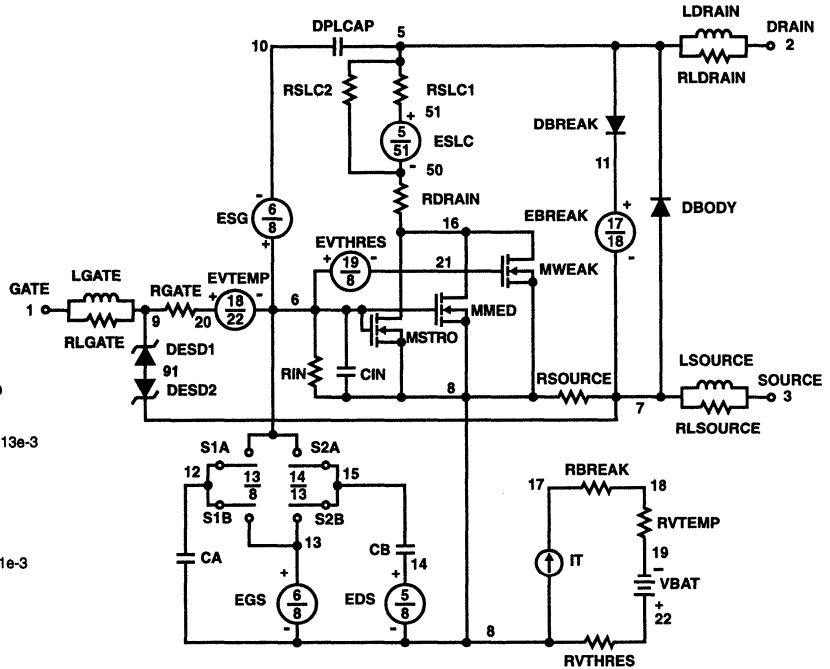 LDRAIN
DPLCAP
5
DRAIN
10
2
RLDRAIN
RSLC2
RSLC1
51
+
5
51
ESLC
DBREAK
-
50
11
RDRAIN
-
6
8
ESG
+
16
EBREAK
+
17
18
-
DBODY
EVTHRES
+
19
8
-
21
MWEAK
LGATE
EVTEMP
GATE
RGATE
+
18
22
-
6
1
9
20
MMED
RLGATE
MSTRO
DESD1
91
DESD2
RIN
CIN
8
RSOURCE
LSOURCE
SOURCE
7
3
RLSOURCE
13e-3
S1A
S2A
12
13
8
14
13
15
S1B
S2B
13
RBREAK
17
18
RVTEMP
CA
CB
14
19
1e-3
IT
-
VBAT
+
22
+
EGS
6
8
-
+
EDS
5
8
-
8
RVTHRES